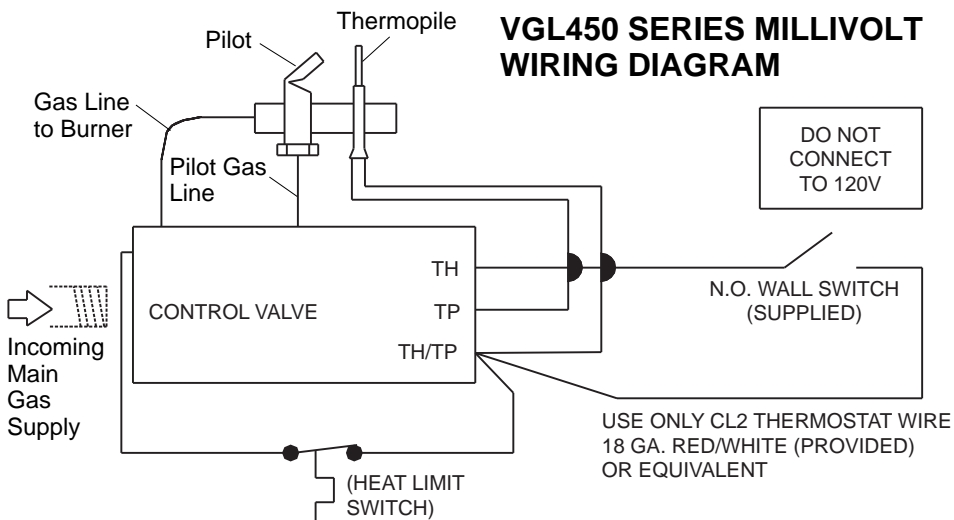 VGL450 SERIES MILLIVOLT
WIRING DIAGRAM
Thermopile
Pilot
Gas Line
to Burner
Pilot Gas
Line
DO NOT
CONNECT
TO 120V
TH
CONTROL VALVE
TP
TH/TP
N.O. WALL SWITCH
(SUPPLIED)
Incoming
Main
Gas
Supply
USE ONLY CL2 THERMOSTAT WIRE
18 GA. RED/WHITE (PROVIDED)
OR EQUIVALENT
(HEAT LIMIT
SWITCH)